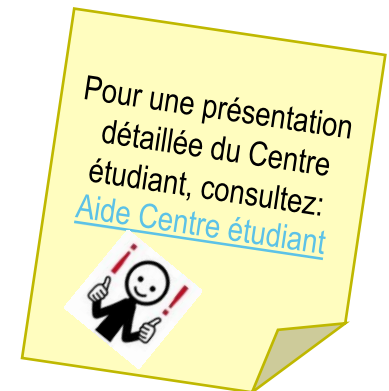 Pour une présentation
détaillée du Centre
étudiant, consultez:
Aide Centre étudiant